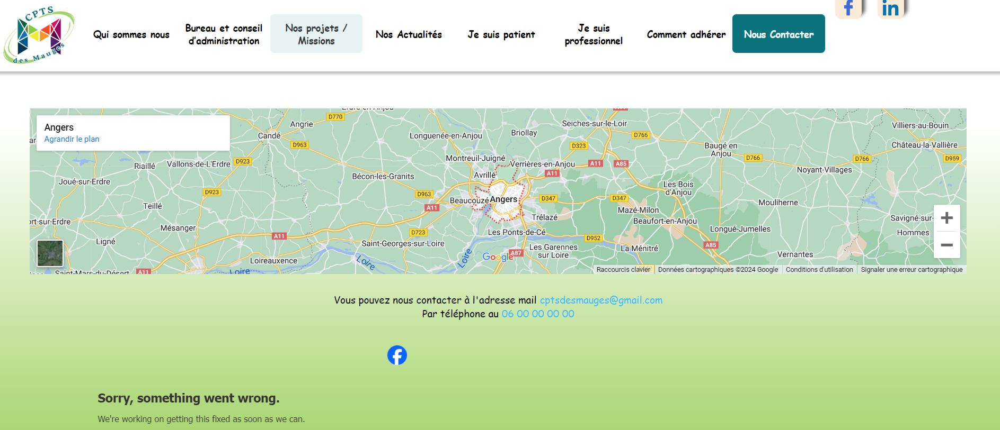 CPTS
des Mauges
Qui sommes nous
Bureau et conseil
d'administration
Nos projets /
Missions
Nos Actualités
Je suis patient
Je suis
professionnel
Comment adhérer
Nous Contacter
Angers
Agrandir le plan
D770
Angrie
Candé
D963
Longuenée-en-Anjou
Briollay
Seiches-sur-le-Loir
D766
D323
Villiers-au-Bouin
Château-la-Vallière
Baugé en
Anjou
D766
D766
D959
Riaillé
Vallons-de-L'Erdre
D923
Montreuil-Juigné
Verrières-en-Anjou
A11
A85
Noyant-Villages
Joué-sur-Erdre
Bécon-les-Granits
Avrillé
A11
Les Bois
d'Anjou
D923
D963
Beaucouzé
Angers
D347
D347
Mouliherne
Teillé
A11
Mazé-Milon
Trélazé
Beaufort-en-Anjou
Savigné-sur-
ort-sur-Erdre
Mésanger
A11
D723
Les Ponts-de-Cé
D952
Longué-Jumelles
Hommes
Ligné
Saint-Georges-sur-Loire
Les Garennes
sur Loire
La Ménitré
A85
Vernantes
Loireauxence
Loire
Loire
Google
A87
Saint-Mars-du-Désert
A11
Loire
Raccourcis clavier
Données cartographiques ©2024 Google
Conditions d'utilisation
Signaler une erreur cartographique
Vous pouvez nous contacter à l'adresse mail cptsdesmauges@gmail.com
Par téléphone au 06 00 00 00 00
Sorry, something went wrong.
We're working on getting this fixed as soon as we can.